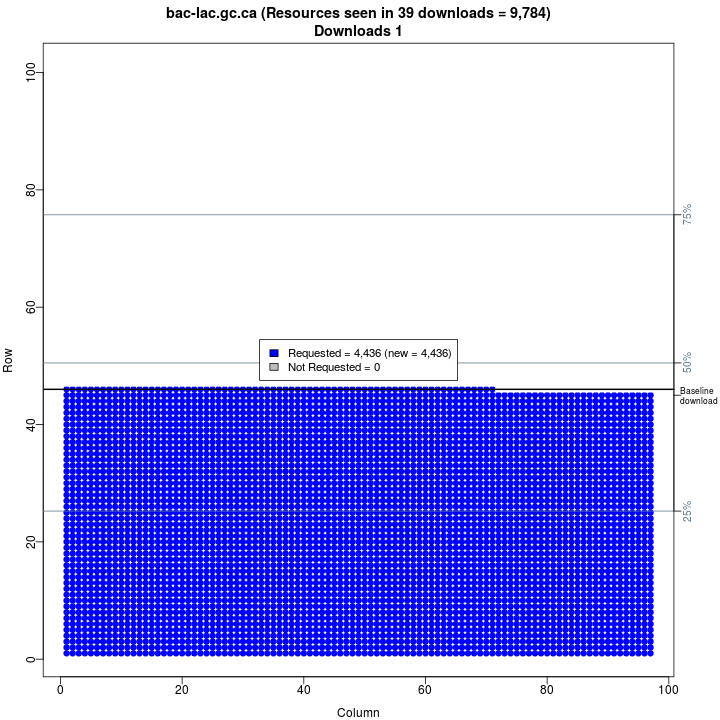 bac-lac.gc.ca (Resources seen in 39 downloads = 9,784)
Downloads 1
Row
100
80
60
40
20
0
75%
50%
25%
Requested = 4,436 (new = 4,436)
Not Requested = 0
Baseline
download
0 20 40 60 80 100
Column